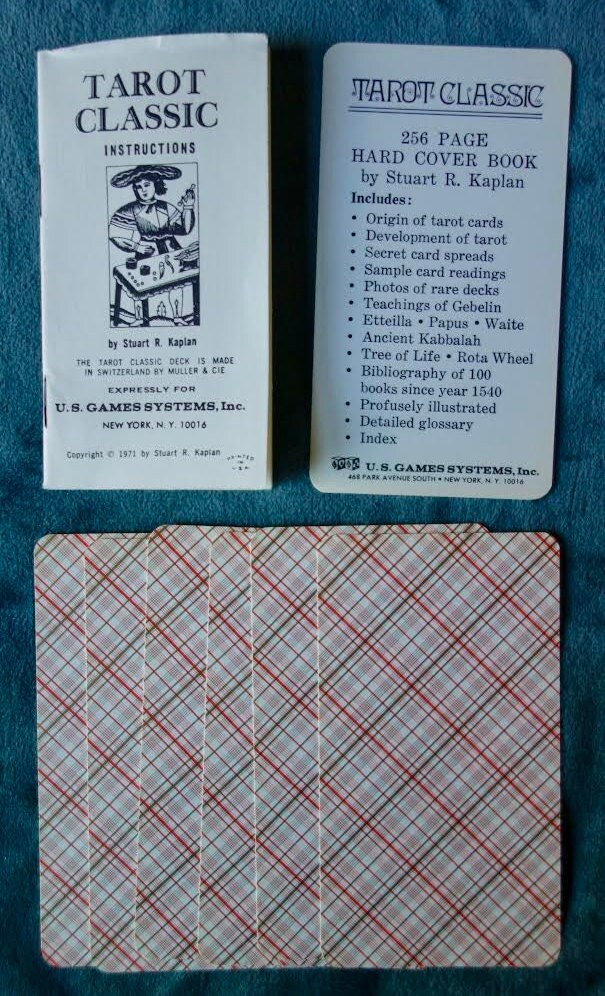 TAROT
CLASSIC
INSTRUCTIONS
by Stuart R. Kaplan
THE TAROT CLASSIC DECK IS MADE
IN SWITZERLAND BY MULLER & CIE
EXPRESSLY FOR
U.S. GAMES SYSTEMS, Inc.
NEW YORK, N. Y. 10016
Copyright © 1971 by Stuart R. Kaplan
PRINTED
IN
U.S.A.
TAROT CLASSIC
256 PAGE
HARD COVER BOOK
by Stuart R. Kaplan
Includes:
• Origin of tarot cards
• Development of tarot
• Secret card spreads
• Sample card readings
• Photos of rare decks
• Teachings of Gebelin
• Etteilla • Papus • Waite
• Ancient Kabbalah
• Tree of Life • Rota Wheel
• Bibliography of 100
books since year 1540
• Profusely illustrated
• Detailed glossary
• Index
U.S. GAMES SYSTEMS, Inc.
468 PARK AVENUE SOUTH • NEW YORK, N. Y. 10016